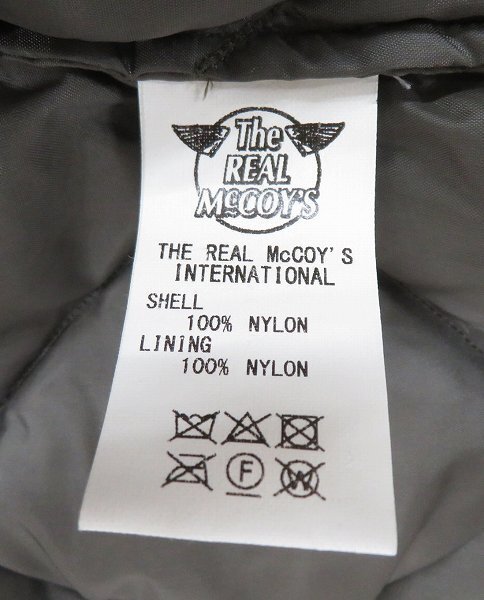 The
REAL
McCOY'S
THE REAL McCOY'S
INTERNATIONAL
SHELL
100% NYLON
LINING
100% NYLON
F
W